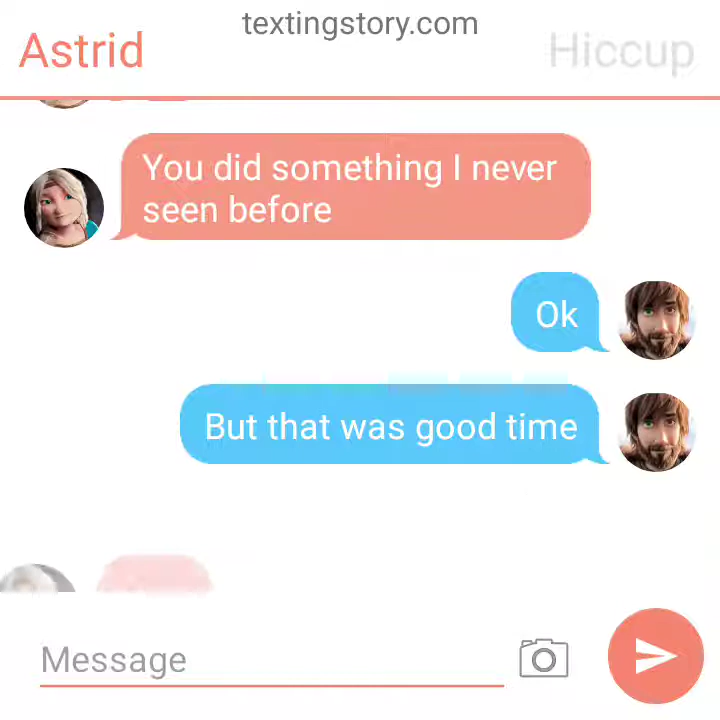 textingstory.com
Astrid
Hiccup
You did something I never
seen before
Ok
But that was good time
Message